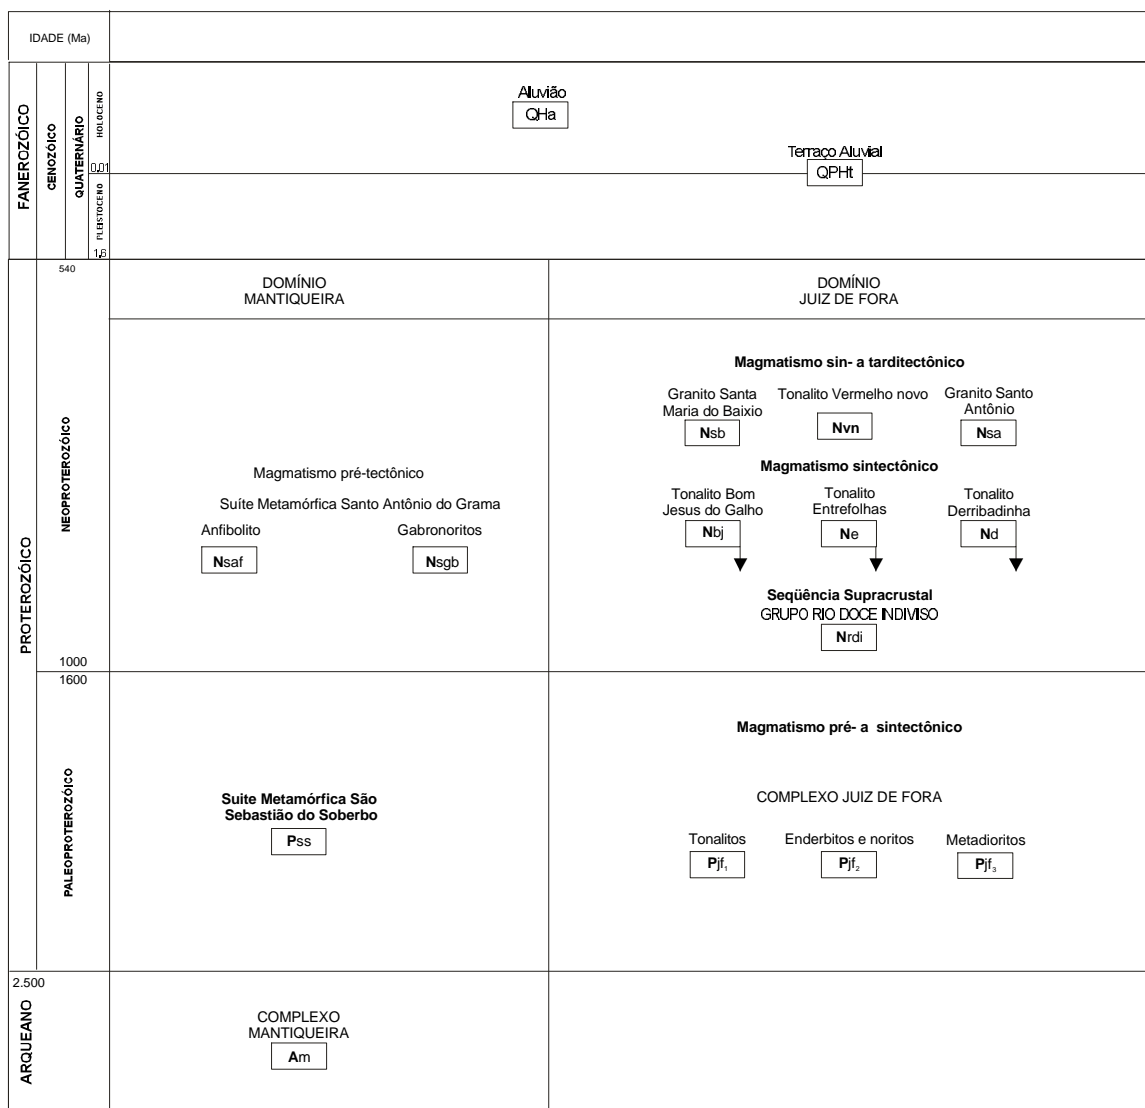 IDADE (Ma)
FANEROZÓICO
CENOZÓICO
QUATERNÁRIO
HOLOCENO
0,01
PLEISTOCENO
1,6
Aluvião
QHa
Terraço Aluvial
QPHt
PROTEROZÓICO
NEOPROTEROZÓICO
540
DOMÍNIO
MANTIQUEIRA
DOMÍNIO
JUIZ DE FORA
Magmatismo pré-tectônico
Suíte Metamórfica Santo Antônio do Grama
Anfibolito
Gabronoritos
Nsaf
Nsgb
Magmatismo sin- a tarditectônico
Granito Santa
Maria do Baixio
Nsb
Tonalito Vermelho novo
Nvn
Granito Santo
Antônio
Nsa
Magmatismo sintectônico
Tonalito Bom
Jesus do Galho
Nbj
Tonalito
Entrefolhas
Ne
Tonalito
Derribadinha
Nd
Seqüência Supracrustal
GRUPO RIO DOCE INDIVISO
Nrdi
1000
1600
PALEOPROTEROZÓICO
Suite Metamórfica São
Sebastião do Soberbo
Pss
Magmatismo pré- a sintectônico
COMPLEXO JUIZ DE FORA
Tonalitos
Enderbitos e noritos
Metadioritos
Pjf₁
Pjf₂
Pjf₃
2.500
ARQUEANO
COMPLEXO
MANTIQUEIRA
Am